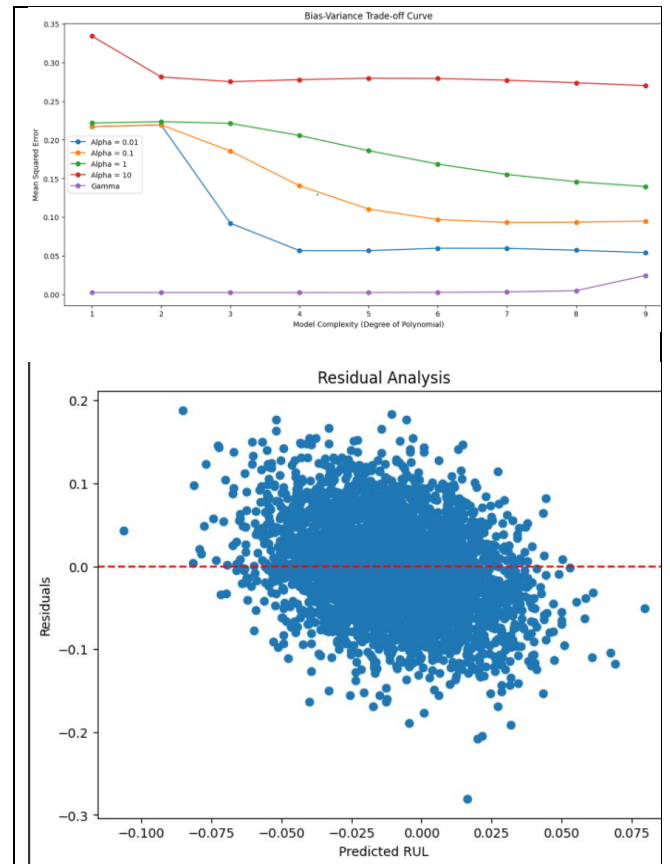 Bias-Variance Trade-off Curve
Mean Squared Error
0.35
0.30
0.25
0.20
0.15
0.10
0.05
0.00
Alpha = 0.01
Alpha = 0.1
Alpha = 1
Alpha = 10
Gamma
1 2 3 4 5 6 7 8 9
Model Complexity (Degree of Polynomial)
Residual Analysis
Residuals
0.2
0.1
0.0
−0.1
−0.2
−0.3
−0.100 −0.075 −0.050 −0.025 0.000 0.025 0.050 0.075
Predicted RUL